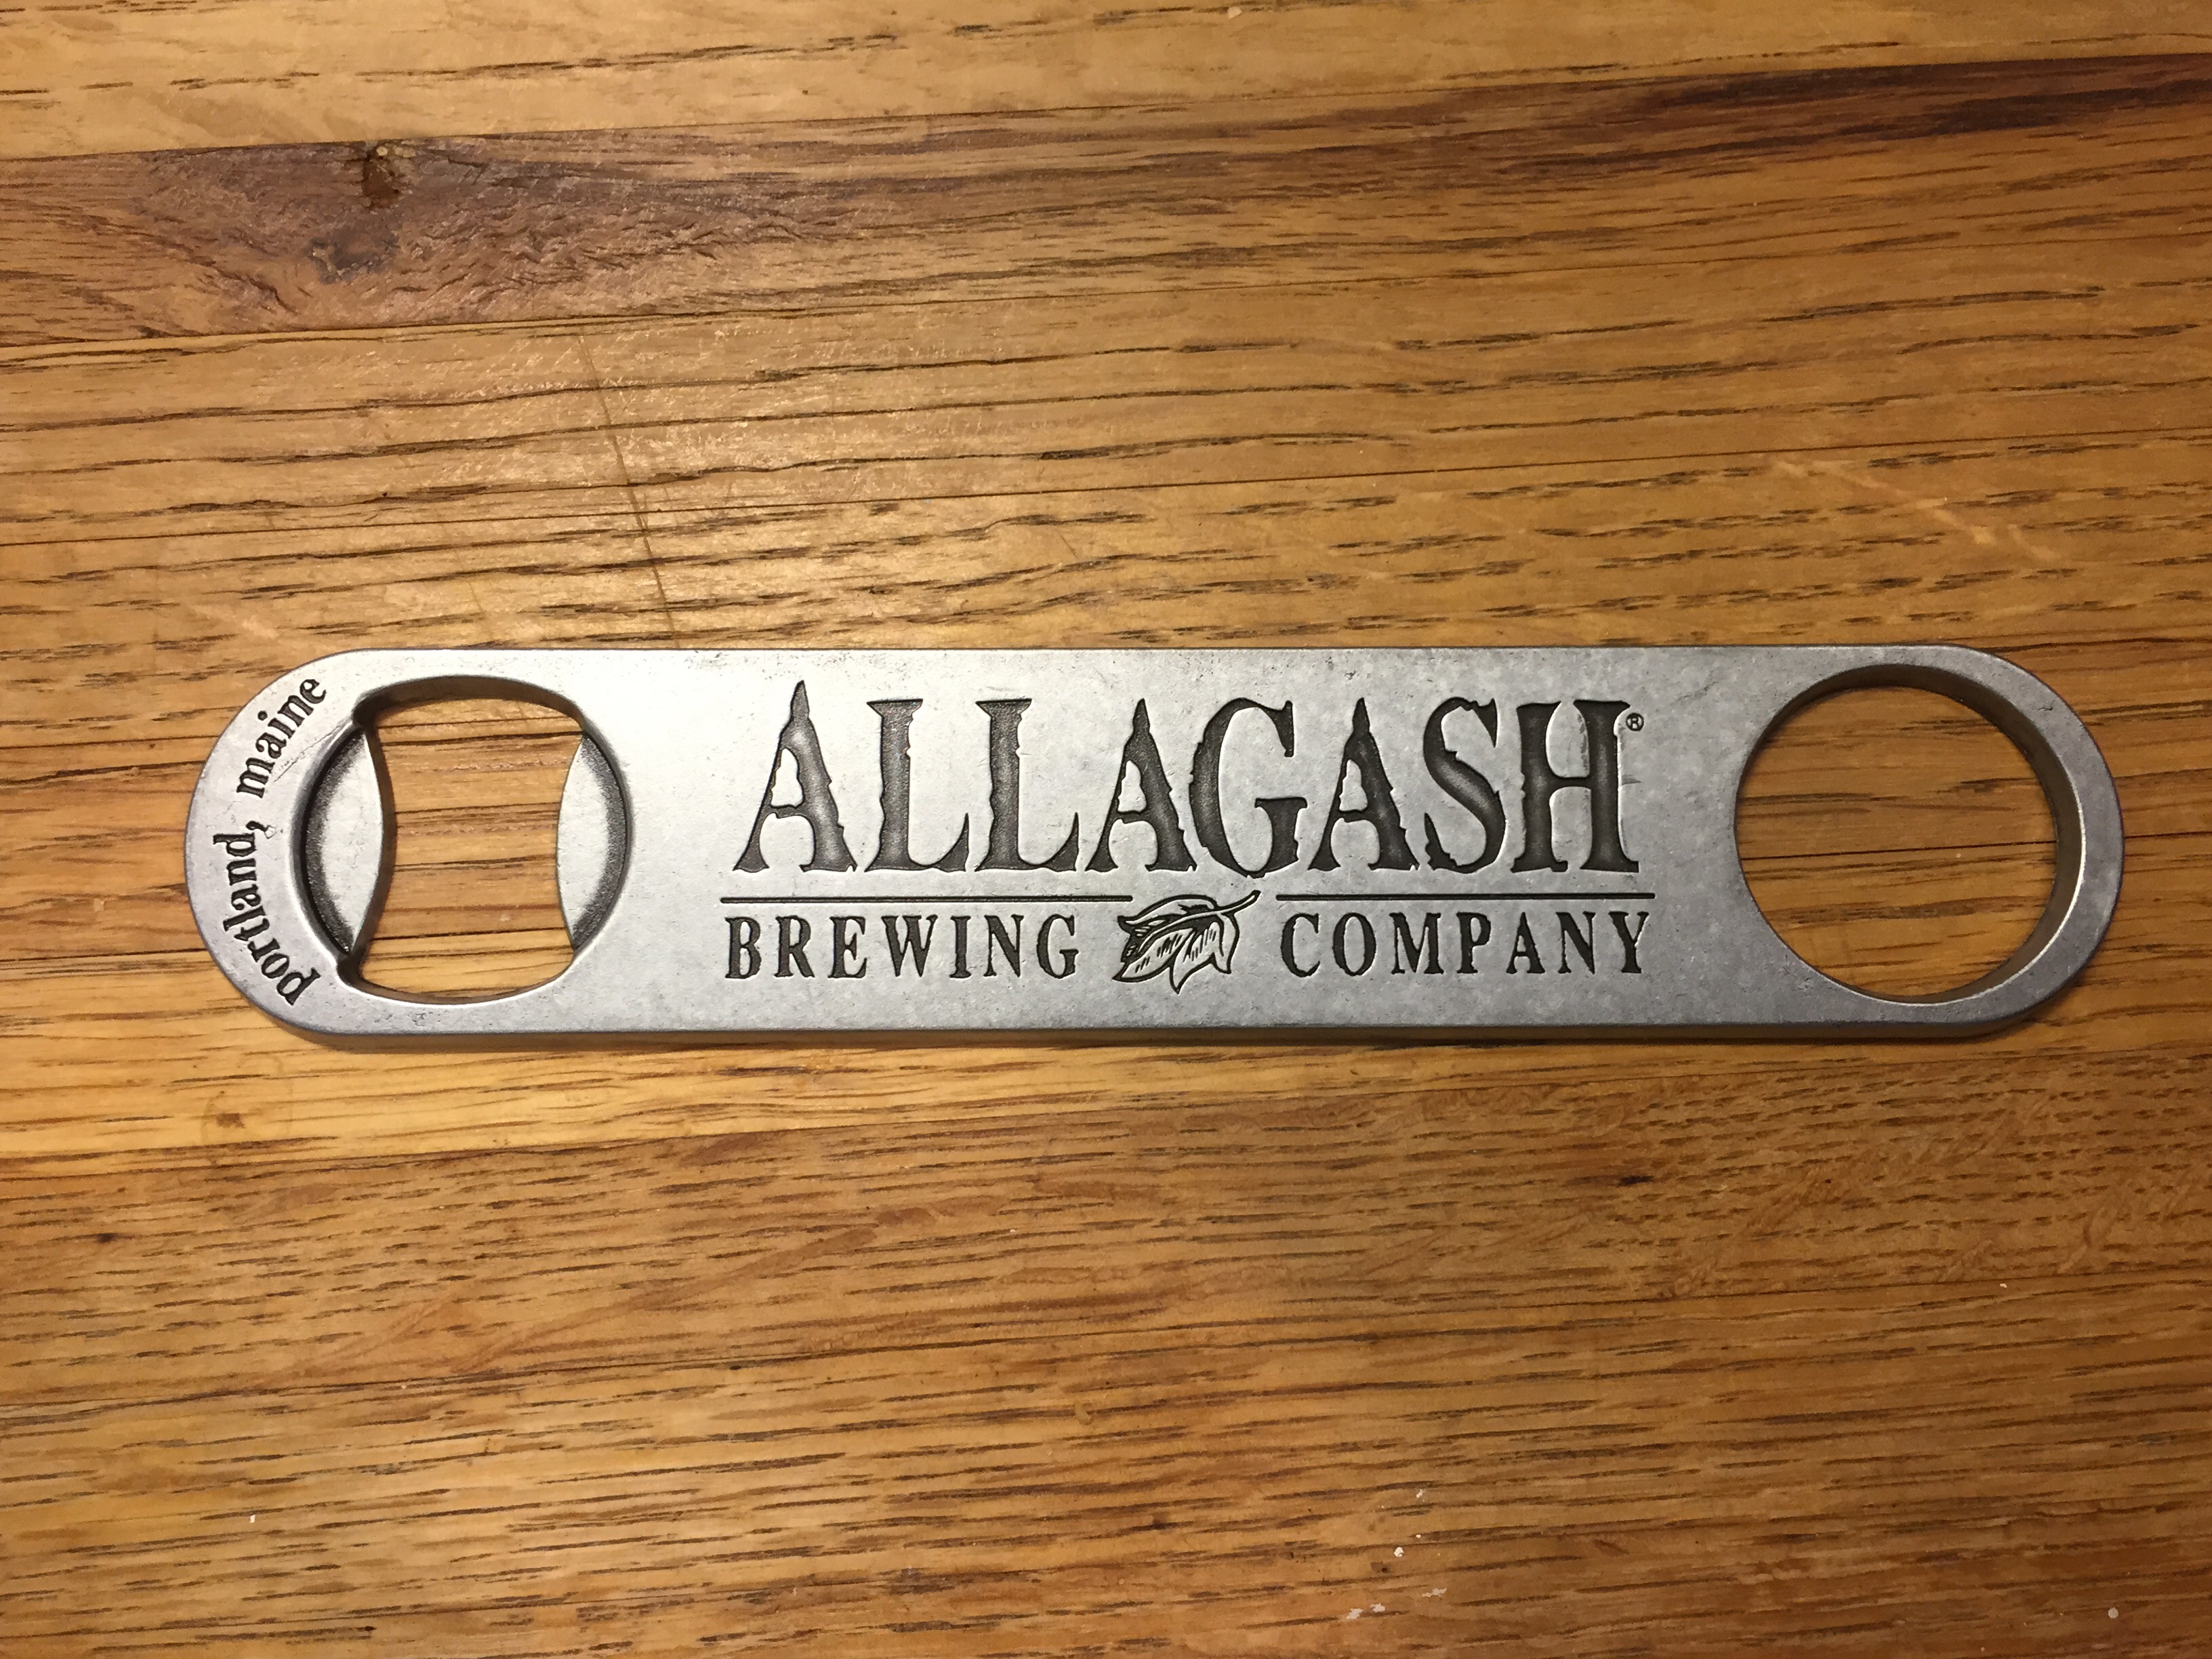 portland, maine
ALLAGASH®
BREWING COMPANY